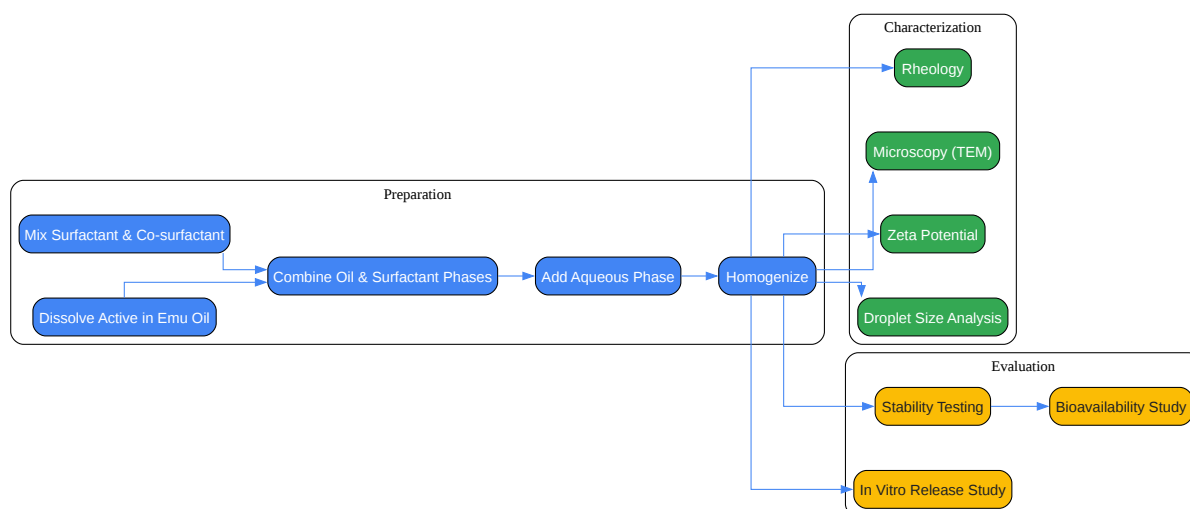 Preparation
Mix Surfactant & Co-surfactant
Dissolve Active in Emu Oil
Combine Oil & Surfactant Phases
Add Aqueous Phase
Homogenize
Characterization
Rheology
Microscopy (TEM)
Zeta Potential
Droplet Size Analysis
Evaluation
Stability Testing
Bioavailability Study
In Vitro Release Study